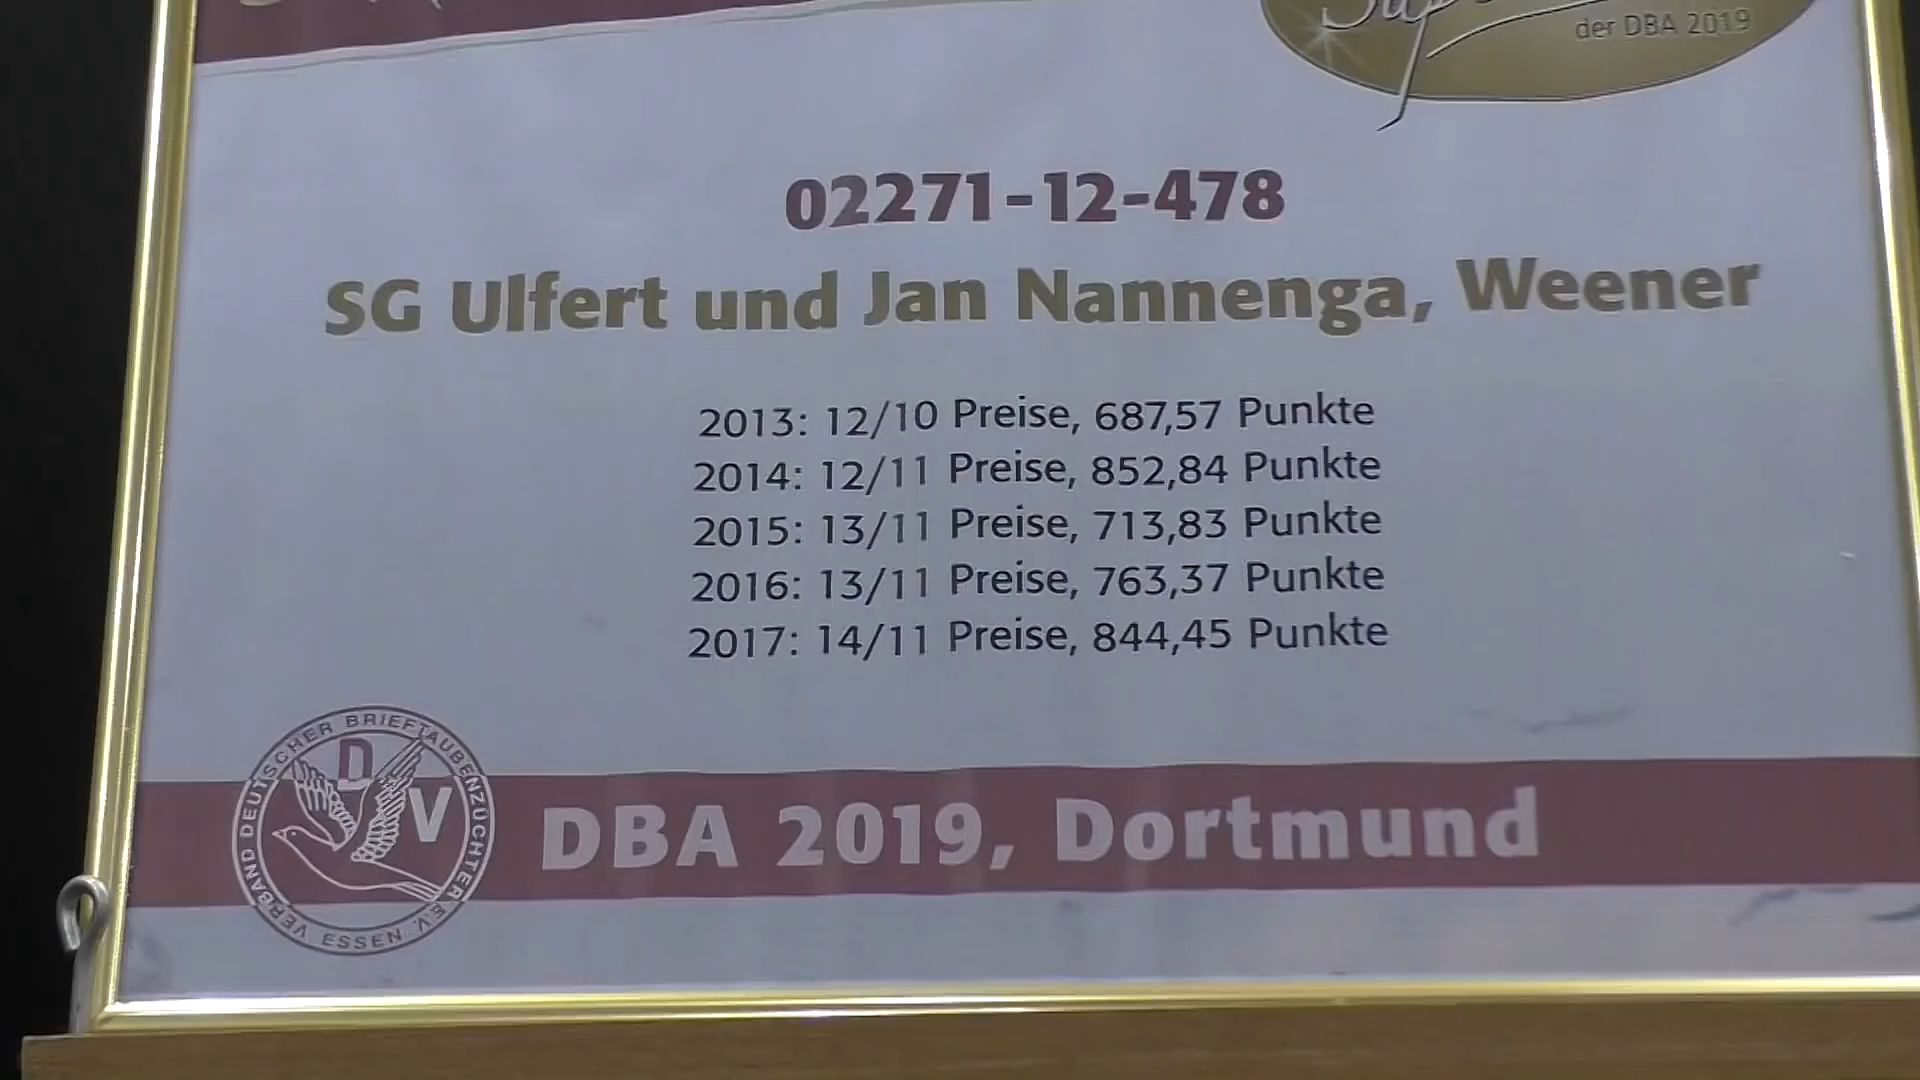 der DBA 2019
02271-12-478
SG Ulfert und Jan Nannenga, Weener
2013: 12/10 Preise, 687,57 Punkte
2014: 12/11 Preise, 852,84 Punkte
2015: 13/11 Preise, 713,83 Punkte
2016: 13/11 Preise, 763,37 Punkte
2017: 14/11 Preise, 844,45 Punkte
VERBAND DEUTSCHER BRIEFTAUBENZÜCHTER E.V. ESSEN
D
V
DBA 2019, Dortmund